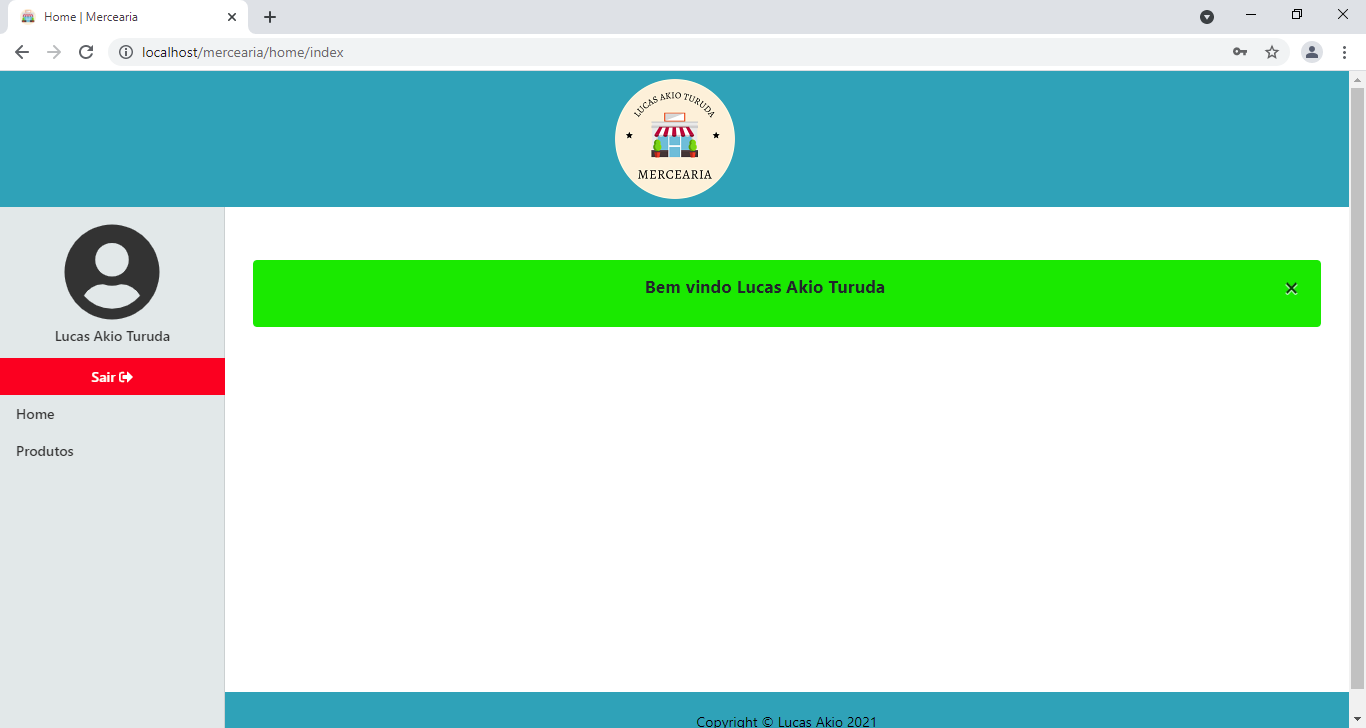 Home | Mercearia
localhost/mercearia/home/index
LUCAS AKIO TURUDA
MERCEARIA
Lucas Akio Turuda
Sair
Home
Produtos
Bem vindo Lucas Akio Turuda
Copyright © Lucas Akio 2021